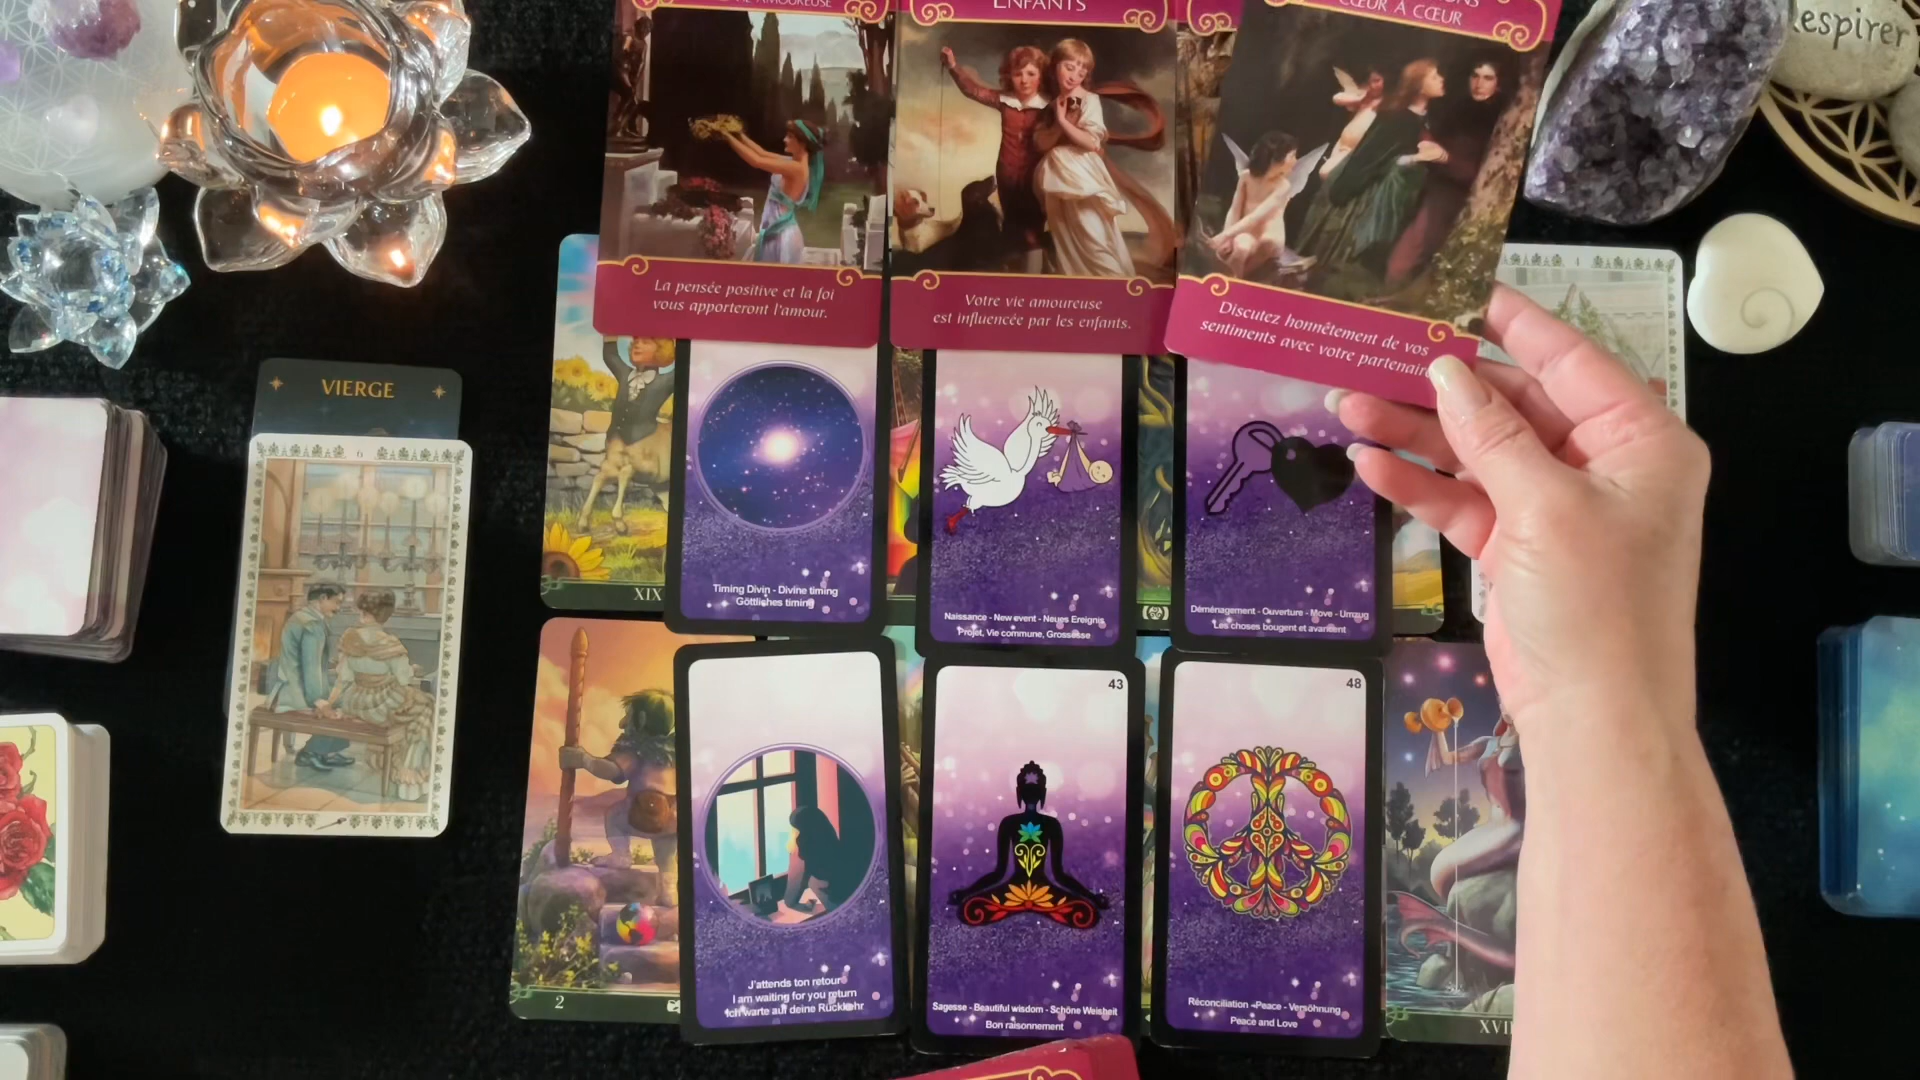 AMOUREUSE
ENFANTS
CŒUR À CŒUR
Respirer
La pensée positive et la foi
vous apporteront l'amour.
Votre vie amoureuse
est influencée par les enfants.
Discutez honnêtement de vos
sentiments avec votre partenaire
4
VIERGE
6
XIX
Timing Divin - Divine timing
Göttliches timing
Naissance - New event - Neues Ereignis
Projet, Vie commune, Grossesse
Déménagement - Ouverture - Move - Umzug
Les choses bougent et avancent
43
48
2
J'attends ton retour
I am waiting for you return
Ich warte auf deine Rückkehr
Sagesse - Beautiful wisdom - Schöne Weisheit
Bon raisonnement
Réconciliation - Peace - Versöhnung
Peace and Love
XVII